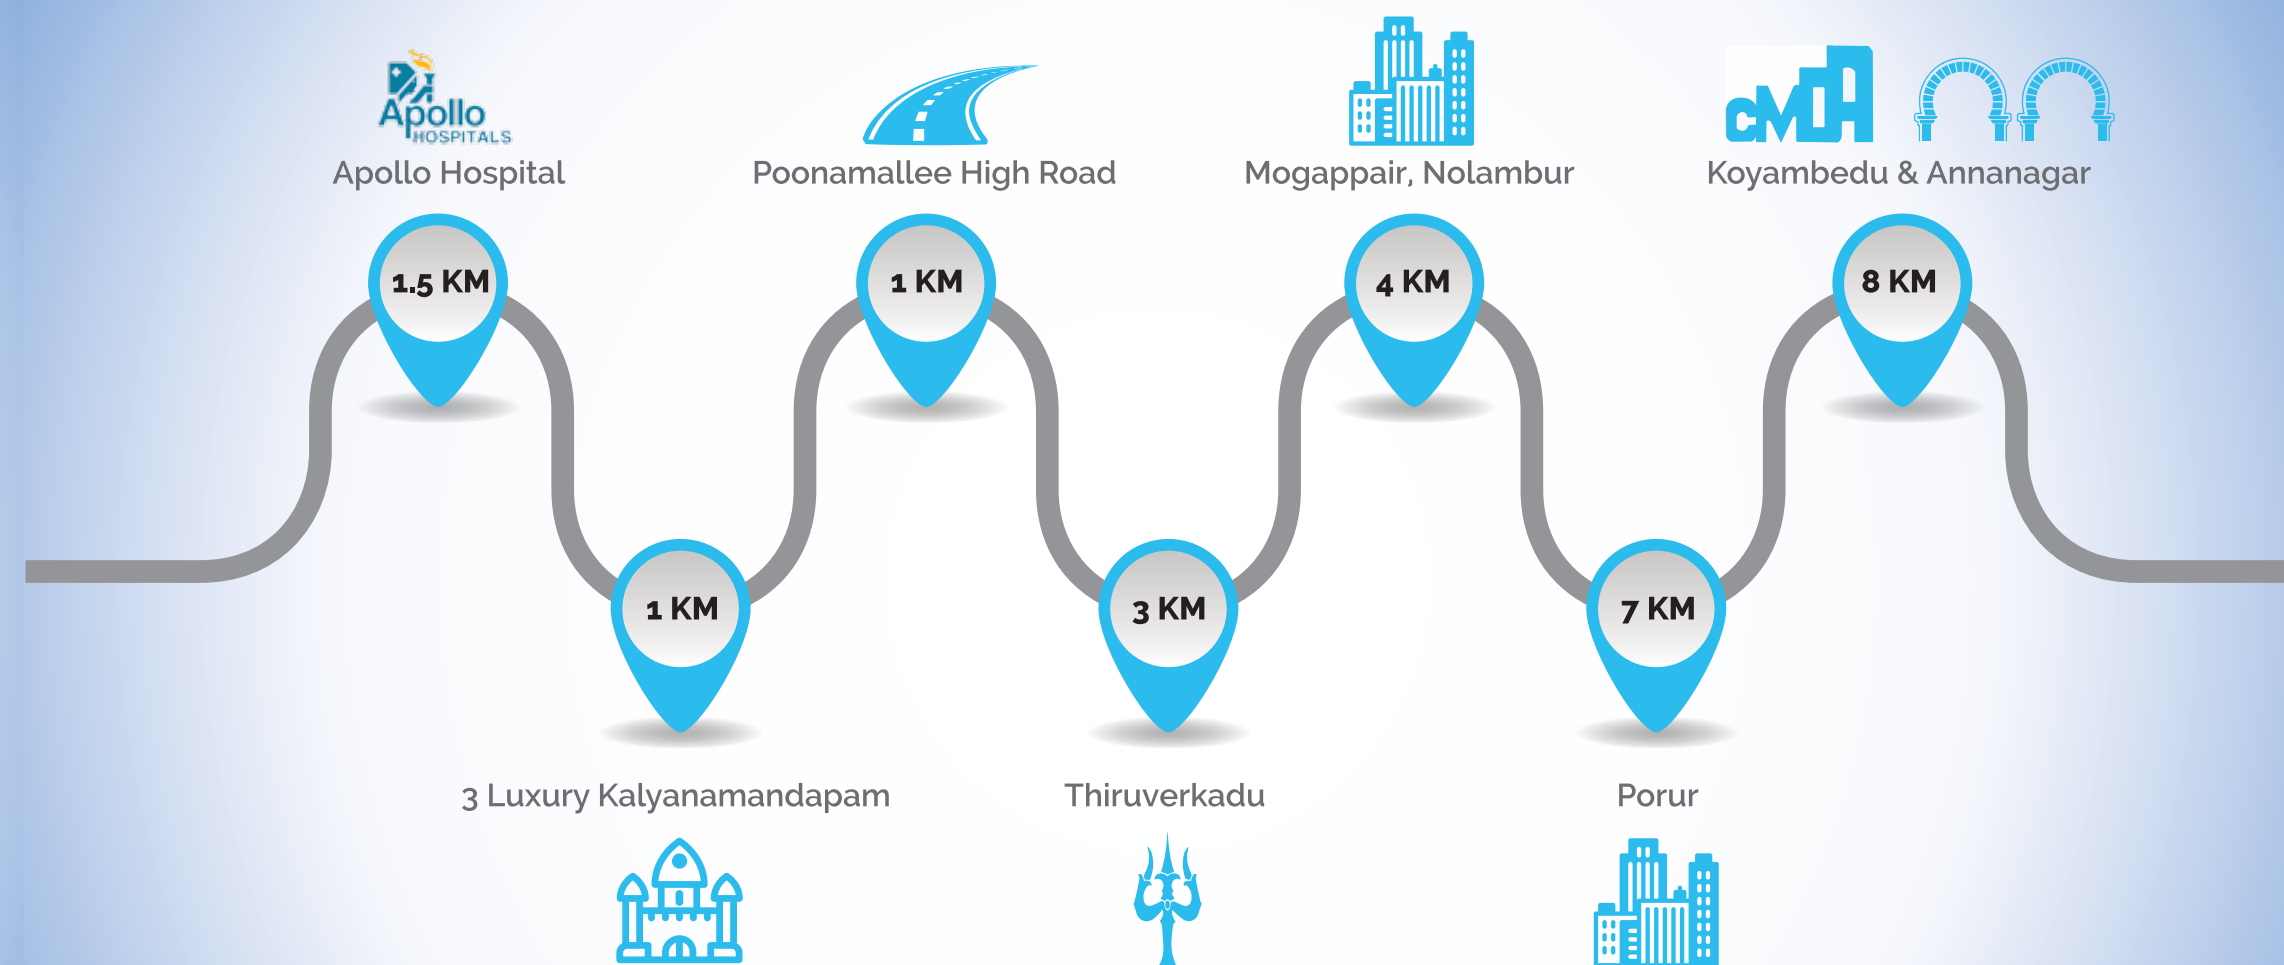 Apollo
HOSPITALS
CMDA
Apollo Hospital
Poonamallee High Road
Mogappair, Nolambur
Koyambedu & Annanagar
1.5 KM
1 KM
4 KM
8 KM
1 KM
3 KM
7 KM
3 Luxury Kalyanamandapam
Thiruverkadu
Porur